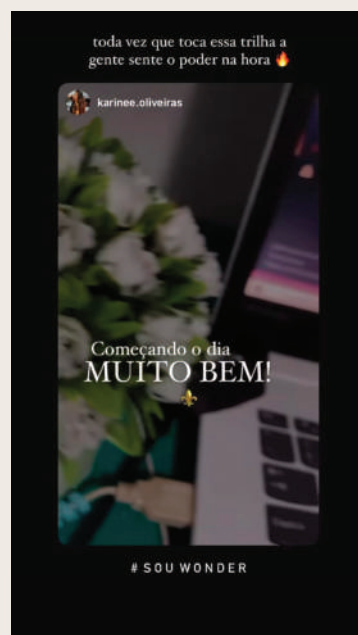 toda vez que toca essa trilha a
gente sente o poder na hora 🔥
karinee.oliveiras
Começando o dia
MUITO BEM!
⚜️
# SOU WONDER